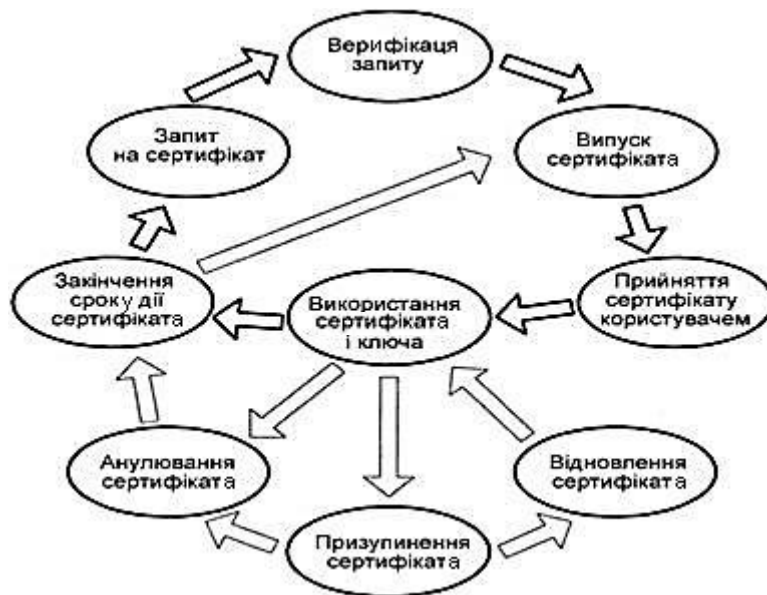 Верифікаця
запиту
Запит
на сертифікат
Випуск
сертифіката
Закінчення
сроку дії
сертифіката
Використання
сертифіката
і ключа
Прийняття
сертифікату
користувачем
Анулювання
сертифіката
Відновлення
сертифіката
Призупинення
сертифіката